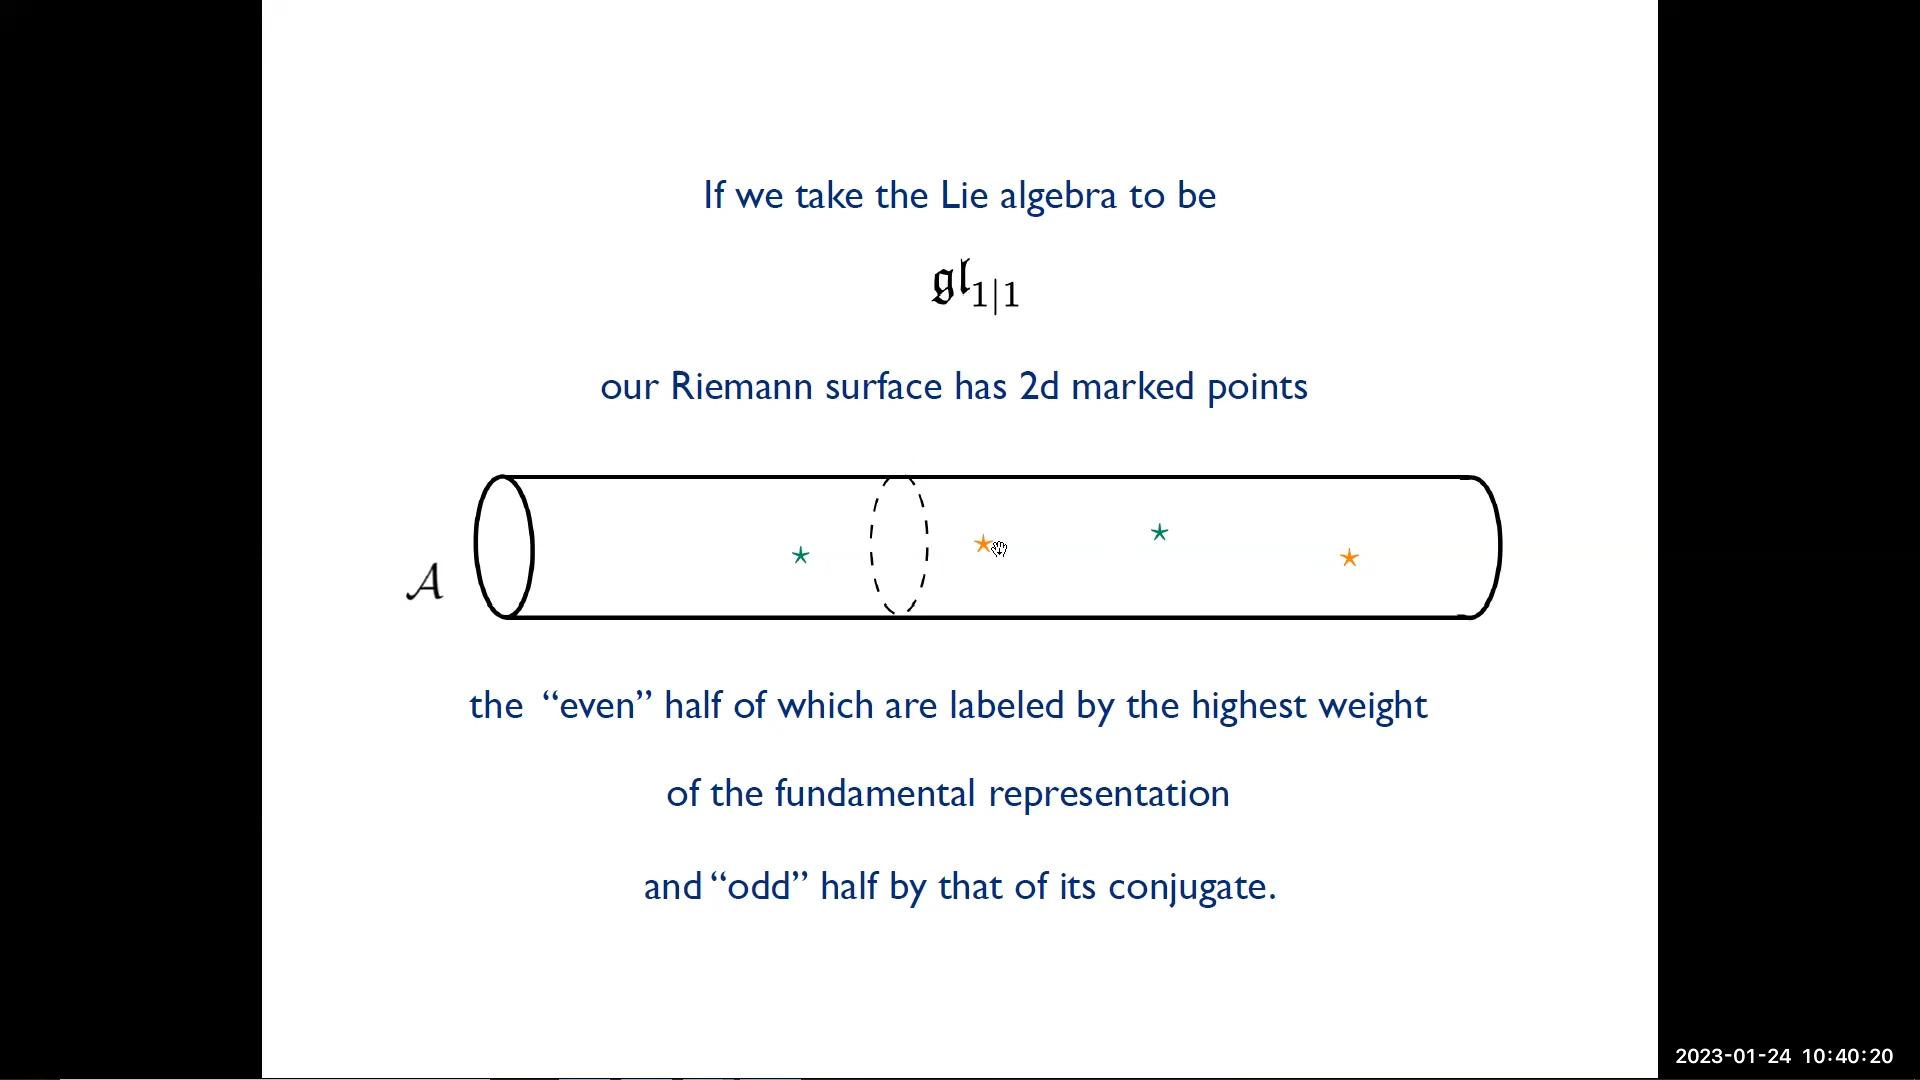 If we take the Lie algebra to be
𝔤𝔩₁|₁
our Riemann surface has 2d marked points
𝒜
the “even” half of which are labeled by the highest weight
of the fundamental representation
and “odd” half by that of its conjugate.
2023-01-24 10:40:20